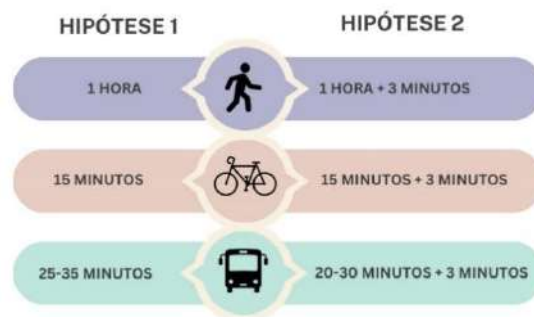 HIPÓTESE 1
HIPÓTESE 2
1 HORA
1 HORA + 3 MINUTOS
15 MINUTOS
15 MINUTOS + 3 MINUTOS
25-35 MINUTOS
20-30 MINUTOS + 3 MINUTOS